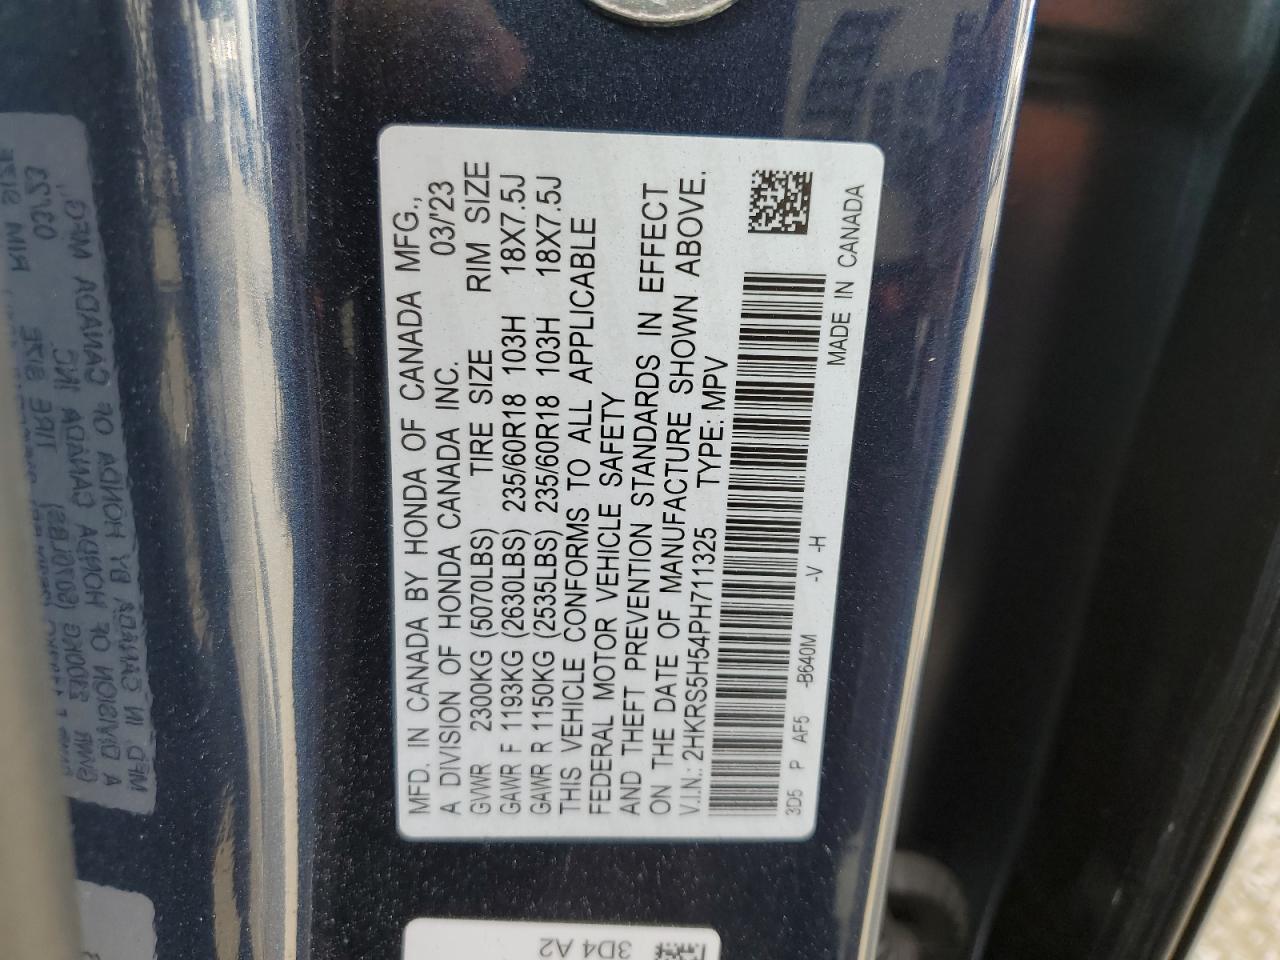 MFD. IN CANADA BY HONDA OF CANADA MFG.,
A DIVISION OF HONDA CANADA INC. 03/'23
GVWR 2300KG (5070LBS) TIRE SIZE RIM SIZE
GAWR F 1193KG (2630LBS) 235/60R18 103H 18X7.5J
GAWR R 1150KG (2535LBS) 235/60R18 103H 18X7.5J
THIS VEHICLE CONFORMS TO ALL APPLICABLE
FEDERAL MOTOR VEHICLE SAFETY
AND THEFT PREVENTION STANDARDS IN EFFECT
ON THE DATE OF MANUFACTURE SHOWN ABOVE.
V.I.N.: 2HKRS5H54PH711325 TYPE: MPV
3D5 P AF5 -B640M -V -H
MADE IN CANADA
3D4 A2